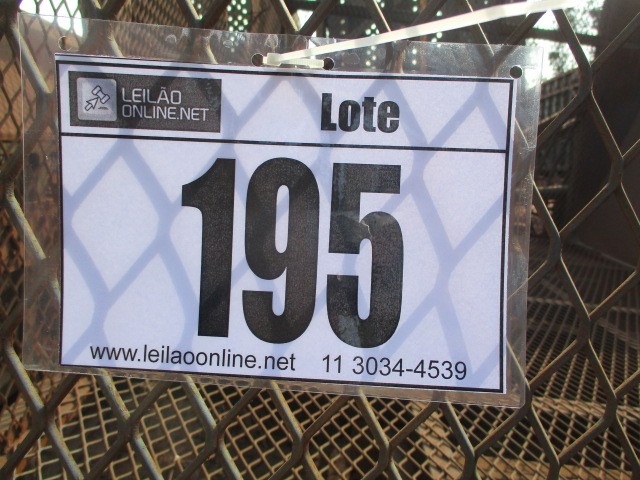 LEILÃO
ONLINE.NET
Lote
195
www.leilaoonline.net 11 3034-4539